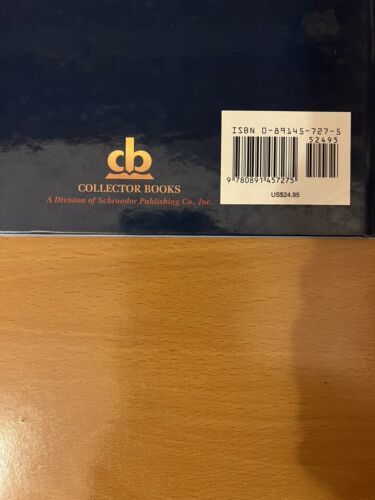 cb
COLLECTOR BOOKS
A Division of Schroeder Publishing Co., Inc.
ISBN 0-89145-727-5
52495
9 780891 457275
US$24.95